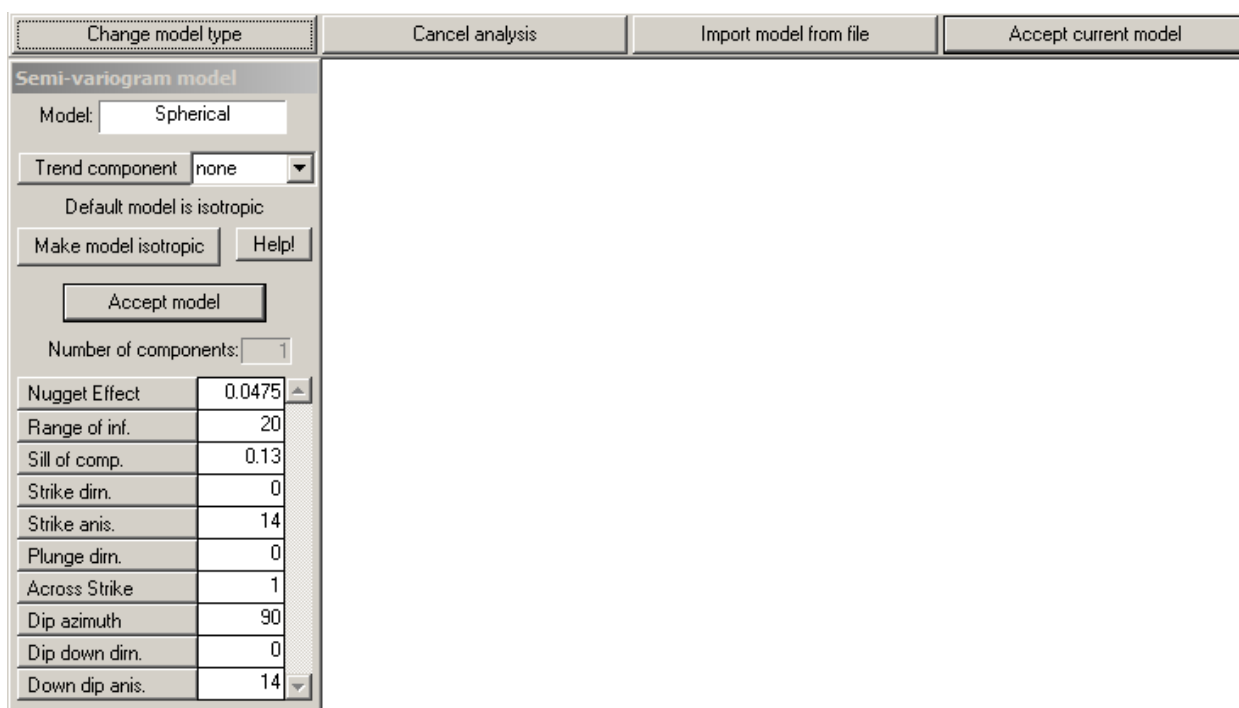 Change model type Cancel analysis Import model from file Accept current model
Semi-variogram model
Model: Spherical
Trend component none
Default model is isotropic
Make model isotropic Help!
Accept model
Number of components: 1
Nugget Effect 0.0475
Range of inf. 20
Sill of comp. 0.13
Strike dirn. 0
Strike anis. 14
Plunge dirn. 0
Across Strike 1
Dip azimuth 90
Dip down dirn. 0
Down dip anis. 14